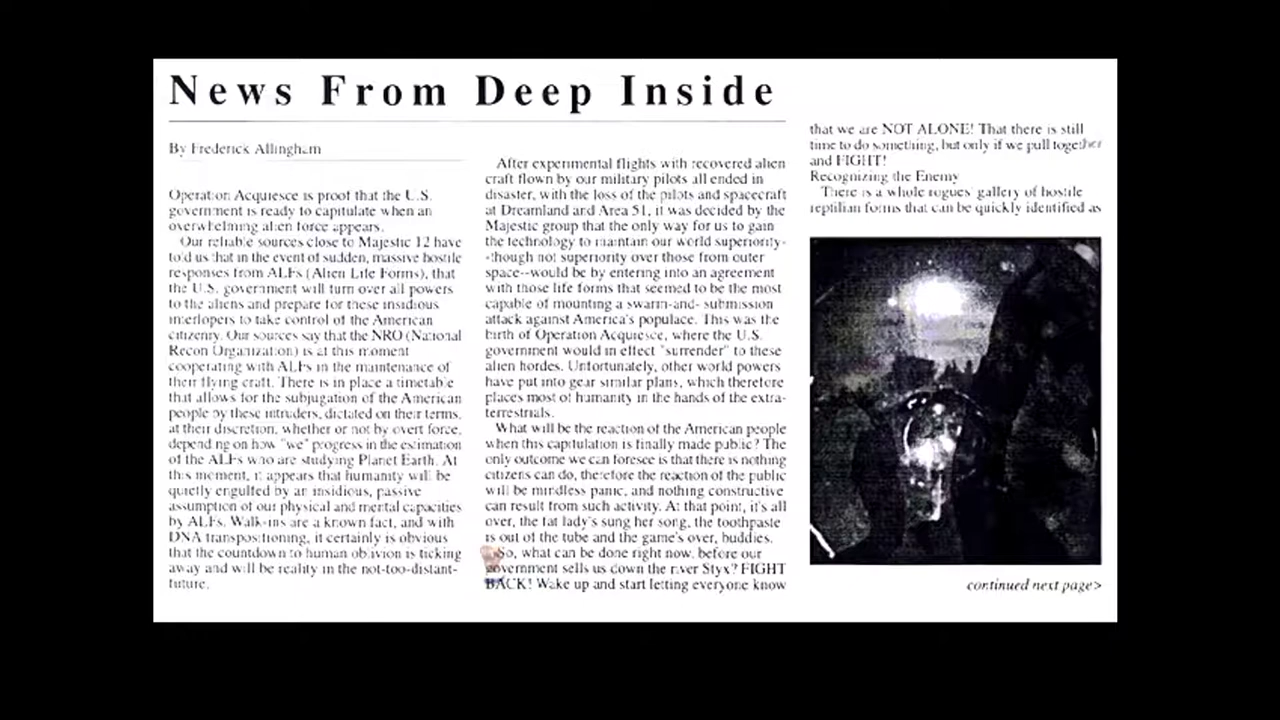 News From Deep Inside
By Frederick Allingham
Operation Acquiesce is proof that the U.S.
government is ready to capitulate when an
overwhelming alien force appears.
Our reliable sources close to Majestic 12 have
told us that in the event of sudden, massive hostile
responses from ALFs (Alien Life Forms), that
the U.S. government will turn over all powers
to the aliens and prepare for these insidious
interlopers to take control of the American
citizenry. Our sources say that the NRO (National
Recon Organization) is at this moment
cooperating with ALFs in the maintenance of
their flying craft. There is in place a timetable
that allows for the subjugation of the American
people by these intruders, dictated on their terms,
at their discretion, whether or not by overt force,
depending on how "we" progress in the estimation
of the ALFs who are studying Planet Earth. At
this moment, it appears that humanity will be
quietly engulfed by an insidious, passive
assumption of our physical and mental capacities
by ALFs. Walk-ins are a known fact, and with
DNA transpositioning, it certainly is obvious
that the countdown to human oblivion is ticking
away and will be reality in the not-too-distant-
future.
After experimental flights with recovered alien
craft flown by our military pilots all ended in
disaster, with the loss of the pilots and spacecraft
at Dreamland and Area 51, it was decided by the
Majestic group that the only way for us to gain
the technology to maintain our world superiority-
-though not superiority over those from outer
space--would be by entering into an agreement
with those life forms that seemed to be the most
capable of mounting a swarm-and- submission
attack against America's populace. This was the
birth of Operation Acquiesce, where the U.S.
government would in effect "surrender" to these
alien hordes. Unfortunately, other world powers
have put into gear similar plans, which therefore
places most of humanity in the hands of the extra-
terrestrials.
What will be the reaction of the American people
when this capitulation is finally made public? The
only outcome we can foresee is that there is nothing
citizens can do, therefore the reaction of the public
will be mindless panic, and nothing constructive
can result from such activity. At that point, it's all
over, the fat lady's sung her song, the toothpaste
is out of the tube and the game's over, buddies.
So, what can be done right now, before our
government sells us down the river Styx? FIGHT
BACK! Wake up and start letting everyone know
that we are NOT ALONE! That there is still
time to do something, but only if we pull together
and FIGHT!
Recognizing the Enemy
There is a whole rogues' gallery of hostile
reptilian forms that can be quickly identified as
continued next page>